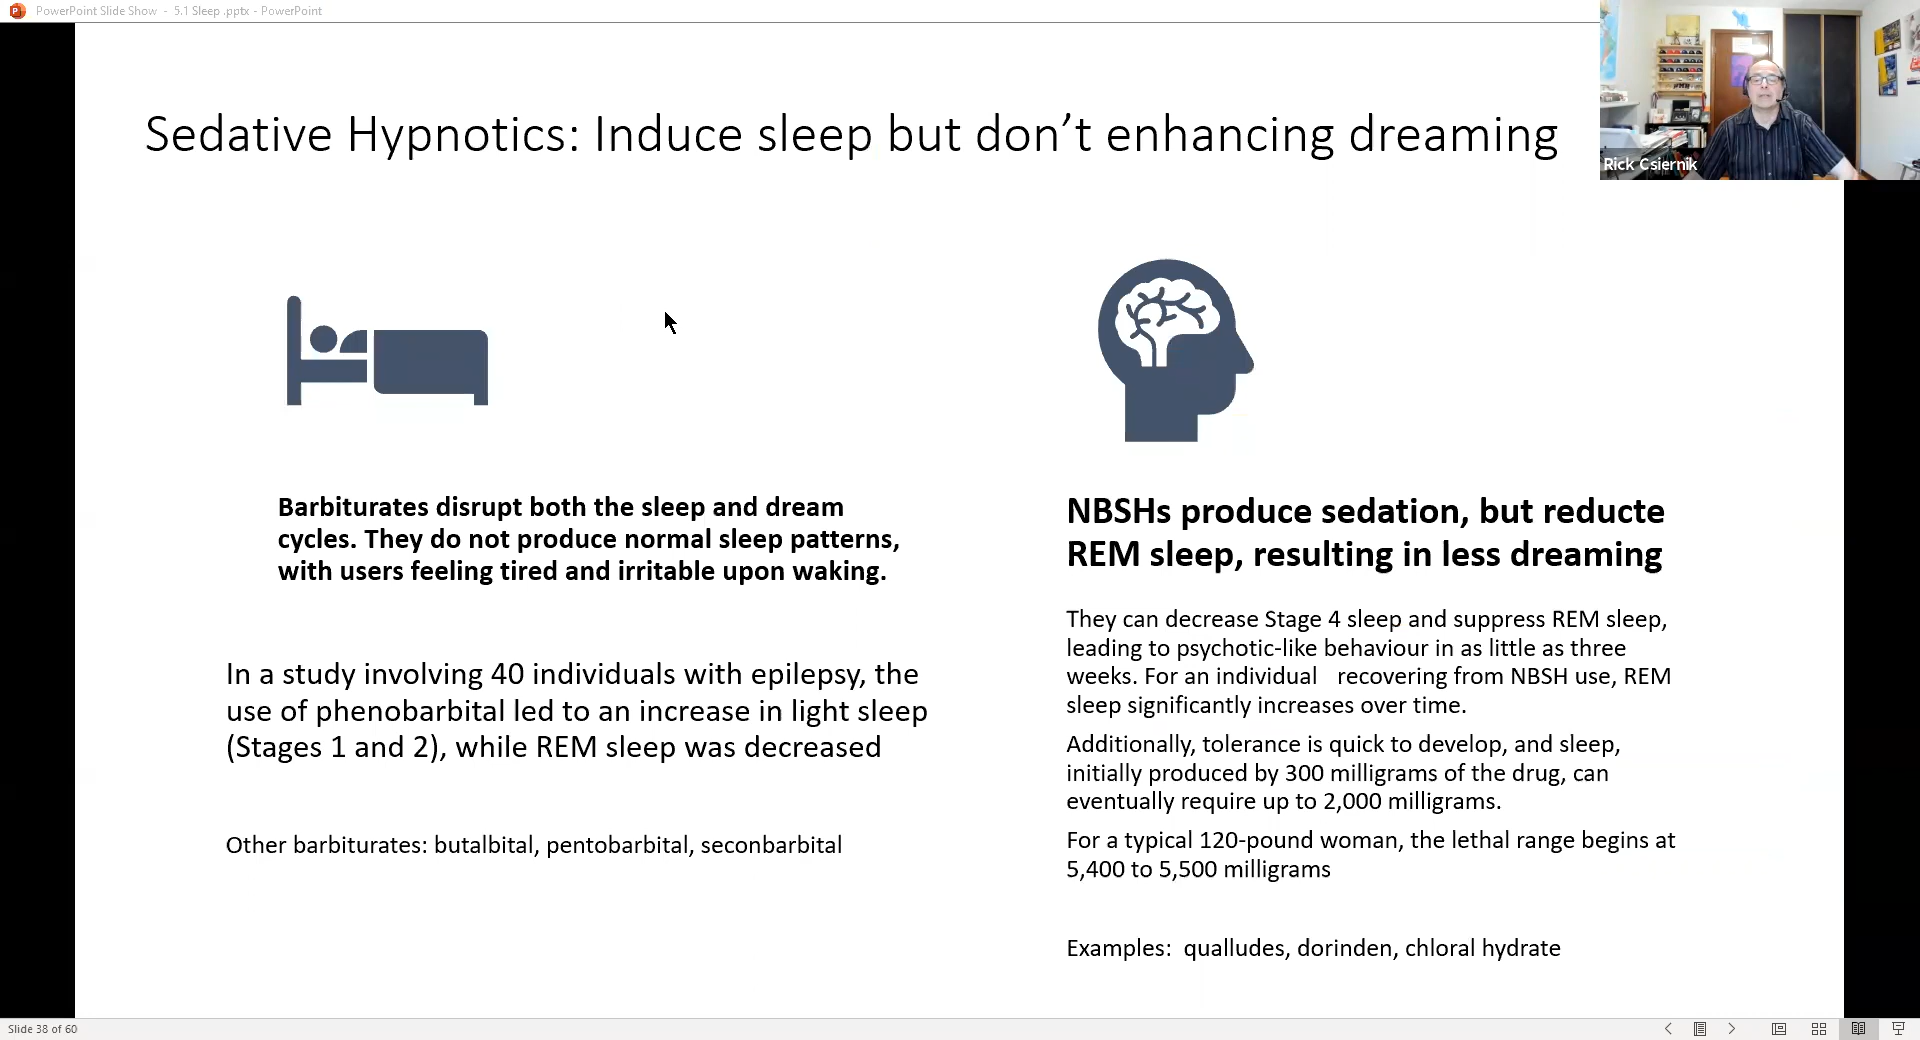 PowerPoint Slide Show - 5.1 Sleep .pptx - PowerPoint
Rick Csiernik
Sedative Hypnotics: Induce sleep but don't enhancing dreaming
Barbiturates disrupt both the sleep and dream
cycles. They do not produce normal sleep patterns,
with users feeling tired and irritable upon waking.
In a study involving 40 individuals with epilepsy, the
use of phenobarbital led to an increase in light sleep
(Stages 1 and 2), while REM sleep was decreased
Other barbiturates: butalbital, pentobarbital, seconbarbital
NBSHs produce sedation, but reducte
REM sleep, resulting in less dreaming
They can decrease Stage 4 sleep and suppress REM sleep,
leading to psychotic-like behaviour in as little as three
weeks. For an individual   recovering from NBSH use, REM
sleep significantly increases over time.
Additionally, tolerance is quick to develop, and sleep,
initially produced by 300 milligrams of the drug, can
eventually require up to 2,000 milligrams.
For a typical 120-pound woman, the lethal range begins at
5,400 to 5,500 milligrams
Examples:  qualludes, dorinden, chloral hydrate
Slide 38 of 60